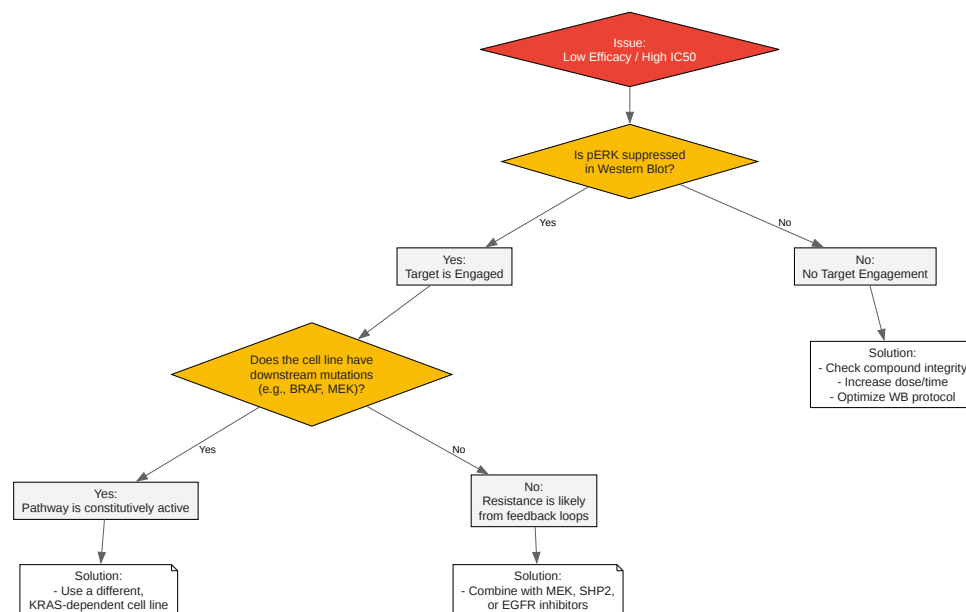 Issue:
Low Efficacy / High IC50
Is pERK suppressed
in Western Blot?
Yes
No
Yes:
Target is Engaged
No:
No Target Engagement
Does the cell line have
downstream mutations
(e.g., BRAF, MEK)?
Solution:
- Check compound integrity
- Increase dose/time
- Optimize WB protocol
Yes
No
Yes:
Pathway is constitutively active
No:
Resistance is likely
from feedback loops
Solution:
- Use a different,
KRAS-dependent cell line
Solution:
- Combine with MEK, SHP2,
or EGFR inhibitors